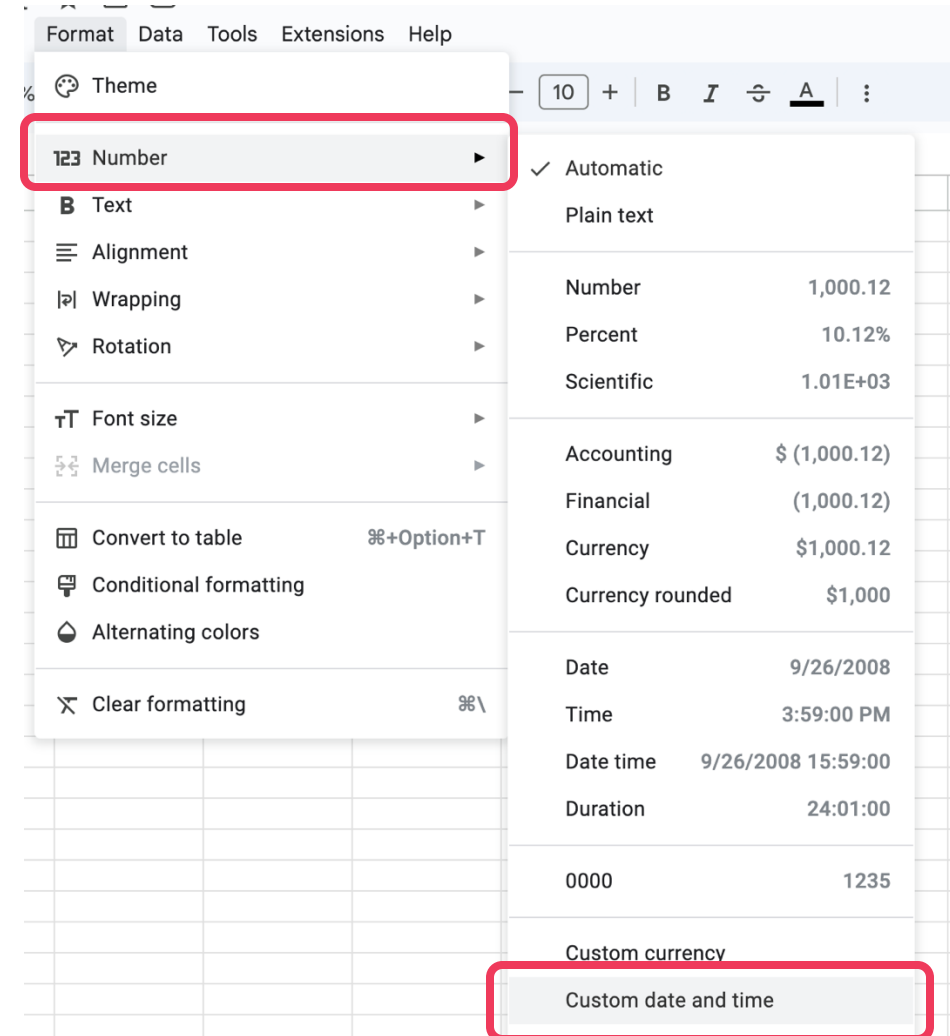 Format Data Tools Extensions Help
% Theme
10 B I A
123 Number
B Text
Alignment
Wrapping
Rotation
Font size
Merge cells
Convert to table ⌘+Option+T
Conditional formatting
Alternating colors
Clear formatting ⌘\
Automatic
Plain text
Number 1,000.12
Percent 10.12%
Scientific 1.01E+03
Accounting $ (1,000.12)
Financial (1,000.12)
Currency $1,000.12
Currency rounded $1,000
Date 9/26/2008
Time 3:59:00 PM
Date time 9/26/2008 15:59:00
Duration 24:01:00
0000 1235
Custom currency
Custom date and time